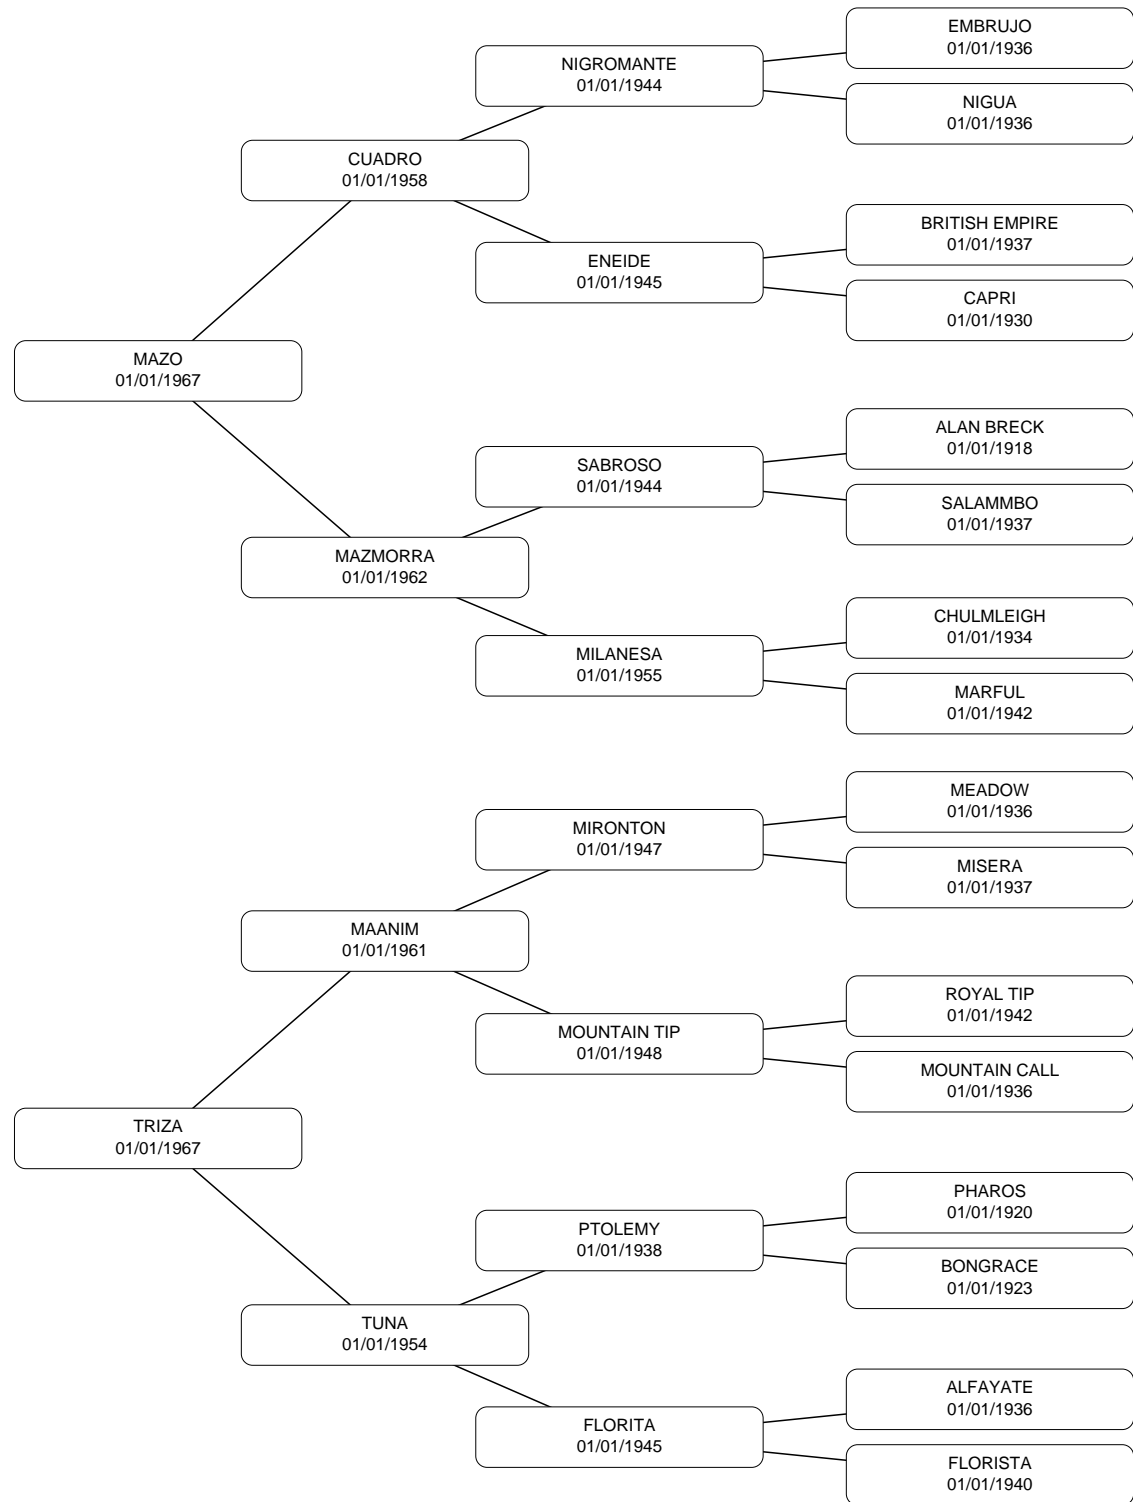 EMBRUJO
01/01/1936
NIGROMANTE
01/01/1944
NIGUA
01/01/1936
CUADRO
01/01/1958
BRITISH EMPIRE
01/01/1937
ENEIDE
01/01/1945
CAPRI
01/01/1930
MAZO
01/01/1967
ALAN BRECK
01/01/1918
SABROSO
01/01/1944
SALAMMBO
01/01/1937
MAZMORRA
01/01/1962
CHULMLEIGH
01/01/1934
MILANESA
01/01/1955
MARFUL
01/01/1942
MEADOW
01/01/1936
MIRONTON
01/01/1947
MISERA
01/01/1937
MAANIM
01/01/1961
ROYAL TIP
01/01/1942
MOUNTAIN TIP
01/01/1948
MOUNTAIN CALL
01/01/1936
TRIZA
01/01/1967
PHAROS
01/01/1920
PTOLEMY
01/01/1938
BONGRACE
01/01/1923
TUNA
01/01/1954
ALFAYATE
01/01/1936
FLORITA
01/01/1945
FLORISTA
01/01/1940